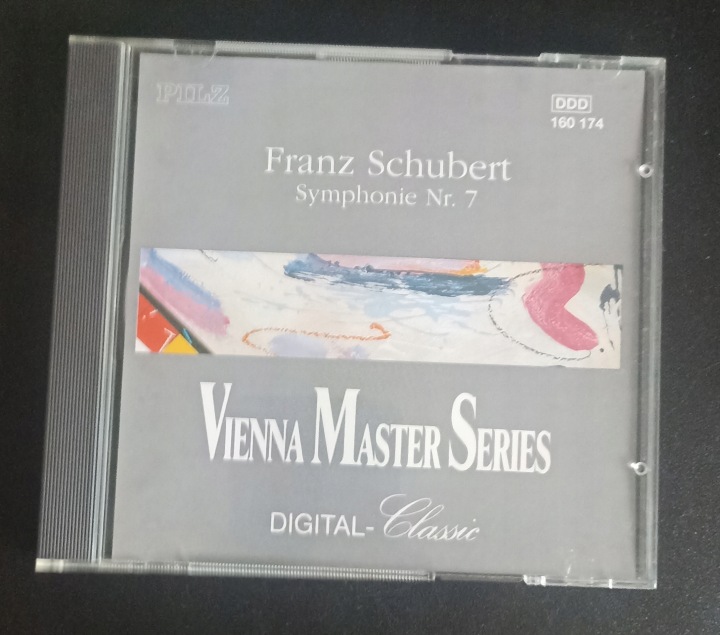 PILZ
DDD
160 174
Franz Schubert
Symphonie Nr. 7
VIENNA MASTER SERIES
DIGITAL-Classic